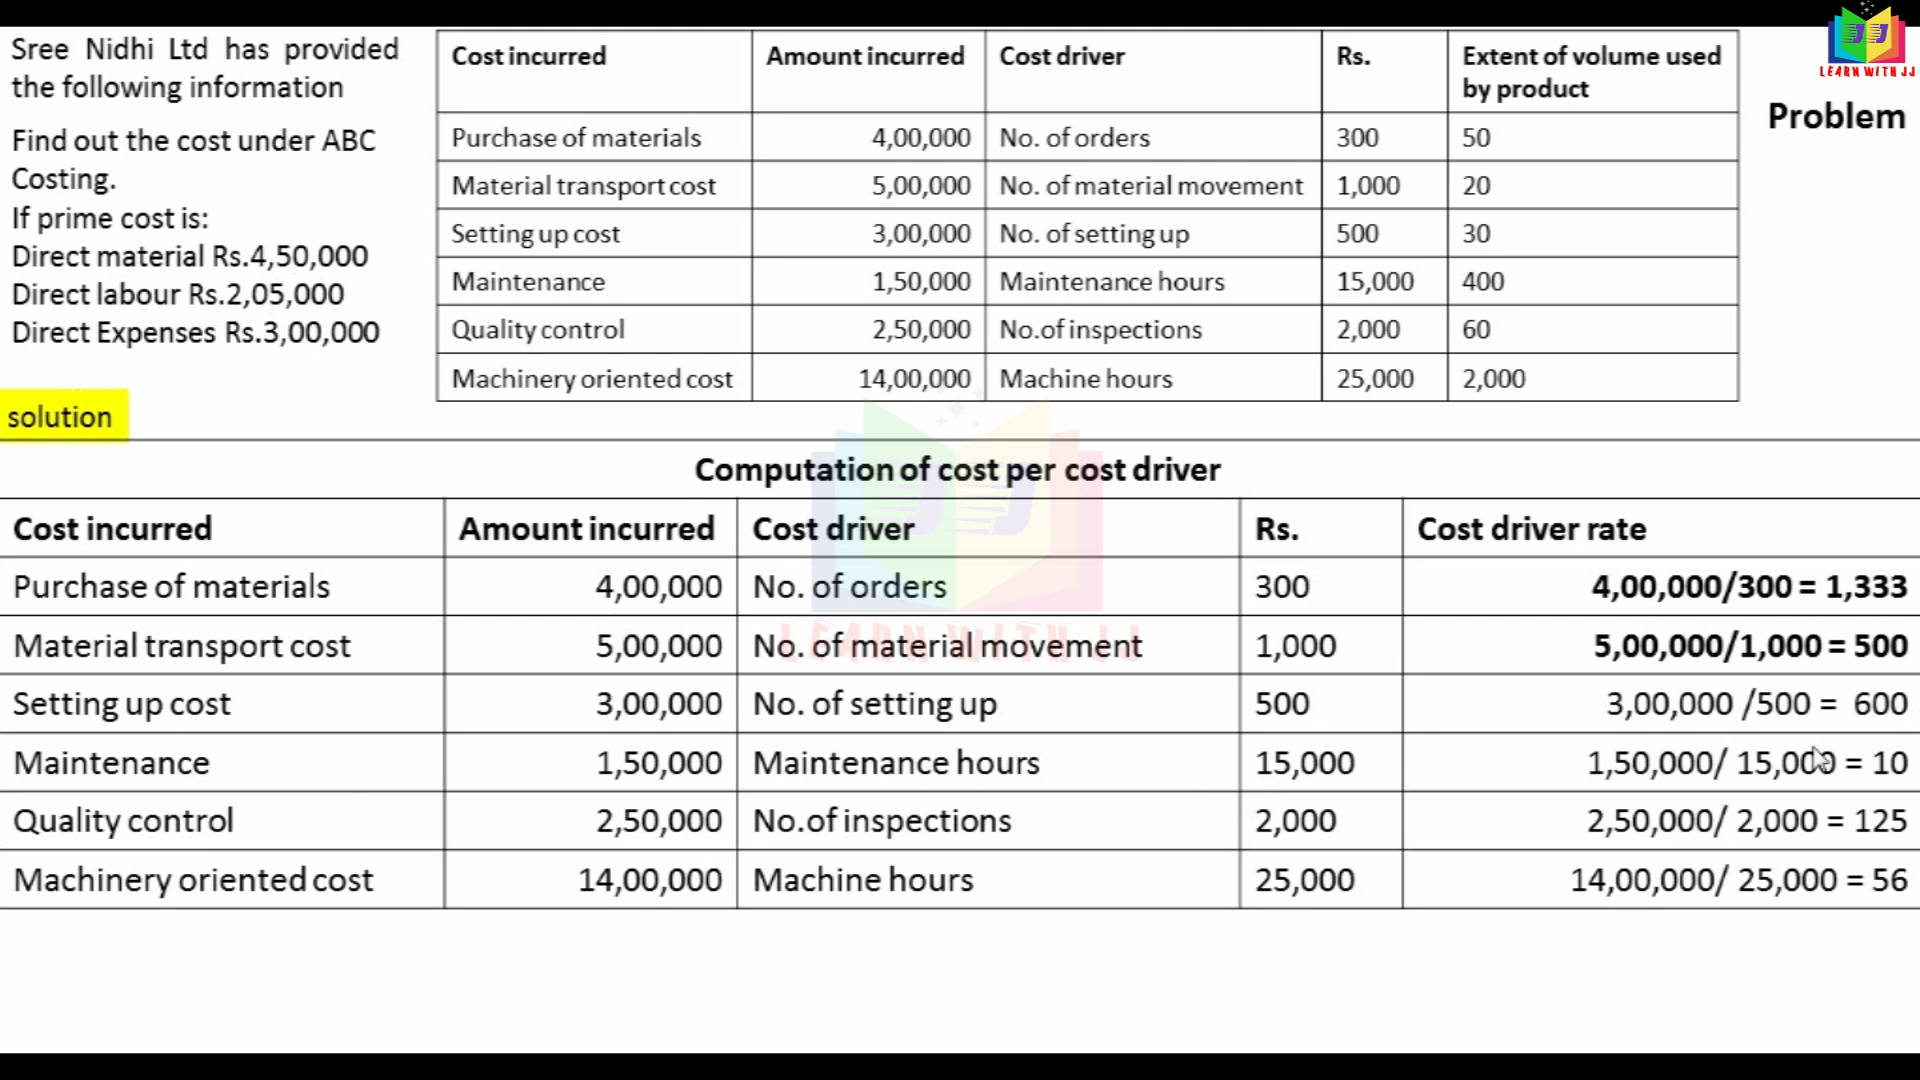 Sree Nidhi Ltd has provided
the following information
Find out the cost under ABC
Costing.
If prime cost is:
Direct material Rs.4,50,000
Direct labour Rs.2,05,000
Direct Expenses Rs.3,00,000
Cost incurred Amount incurred Cost driver Rs. Extent of volume used
by product
Purchase of materials 4,00,000 No. of orders 300 50
Material transport cost 5,00,000 No. of material movement 1,000 20
Setting up cost 3,00,000 No. of setting up 500 30
Maintenance 1,50,000 Maintenance hours 15,000 400
Quality control 2,50,000 No.of inspections 2,000 60
Machinery oriented cost 14,00,000 Machine hours 25,000 2,000
JJ
LEARN WITH JJ
Problem
solution
Computation of cost per cost driver
Cost incurred Amount incurred Cost driver Rs. Cost driver rate
Purchase of materials 4,00,000 No. of orders 300 4,00,000/300 = 1,333
Material transport cost 5,00,000 No. of material movement 1,000 5,00,000/1,000 = 500
Setting up cost 3,00,000 No. of setting up 500 3,00,000 /500 = 600
Maintenance 1,50,000 Maintenance hours 15,000 1,50,000/ 15,000 = 10
Quality control 2,50,000 No.of inspections 2,000 2,50,000/ 2,000 = 125
Machinery oriented cost 14,00,000 Machine hours 25,000 14,00,000/ 25,000 = 56
JJ
LEARN WITH JJ